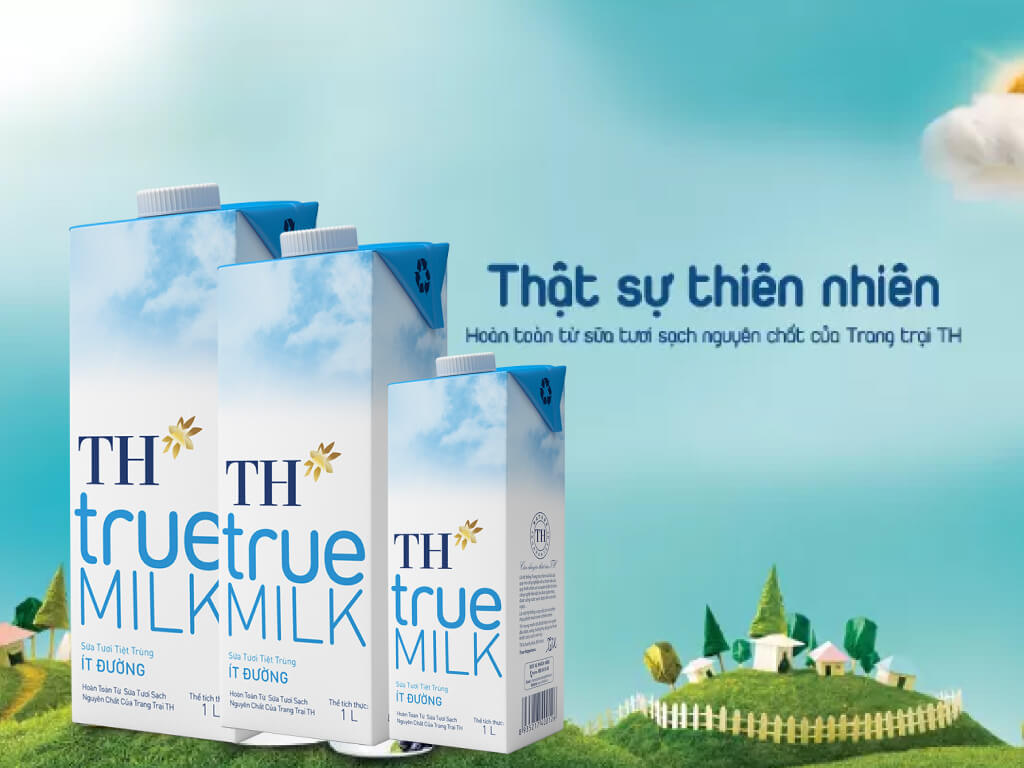 Thật sự thiên nhiên
Hoàn toàn từ sữa tươi sạch nguyên chất của Trang trại TH
TH
true
MILK
Sữa Tươi Tiệt Trùng
ÍT ĐƯỜNG
Hoàn Toàn Từ Sữa Tươi Sạch
Nguyên Chất Của Trang Trại TH
Thể tích thực:
1 L
TH
true
MILK
Sữa Tươi Tiệt Trùng
ÍT ĐƯỜNG
Hoàn Toàn Từ Sữa Tươi Sạch
Nguyên Chất Của Trang Trại TH
Thể tích thực:
1 L
TH
true
MILK
Sữa Tươi Tiệt Trùng
ÍT ĐƯỜNG
Hoàn Toàn Từ Sữa Tươi Sạch
Nguyên Chất Của Trang Trại TH
Thể tích thực:
1 L
TH